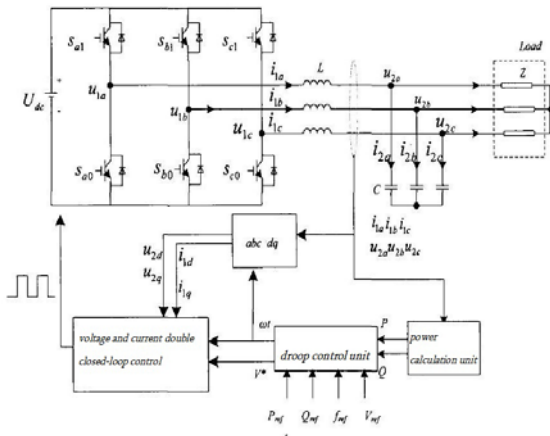 Load
S_a1
S_b1
S_c1
i_1a
L
u_2a
Z
u_1a
U_dc
+
-
i_1b
u_2b
u_1b
i_1c
u_2c
u_1c
i_2a
i_2b
i_2c
S_a0
S_b0
S_c0
C
i_1a i_1b i_1c
u_2a u_2b u_2c
abc dq
u_2d
i_1d
u_2q
i_1q
ωt
P
voltage and current double
closed-loop control
droop control unit
power
calculation unit
V*
Q
P_ref
Q_ref
f_ref
V_ref